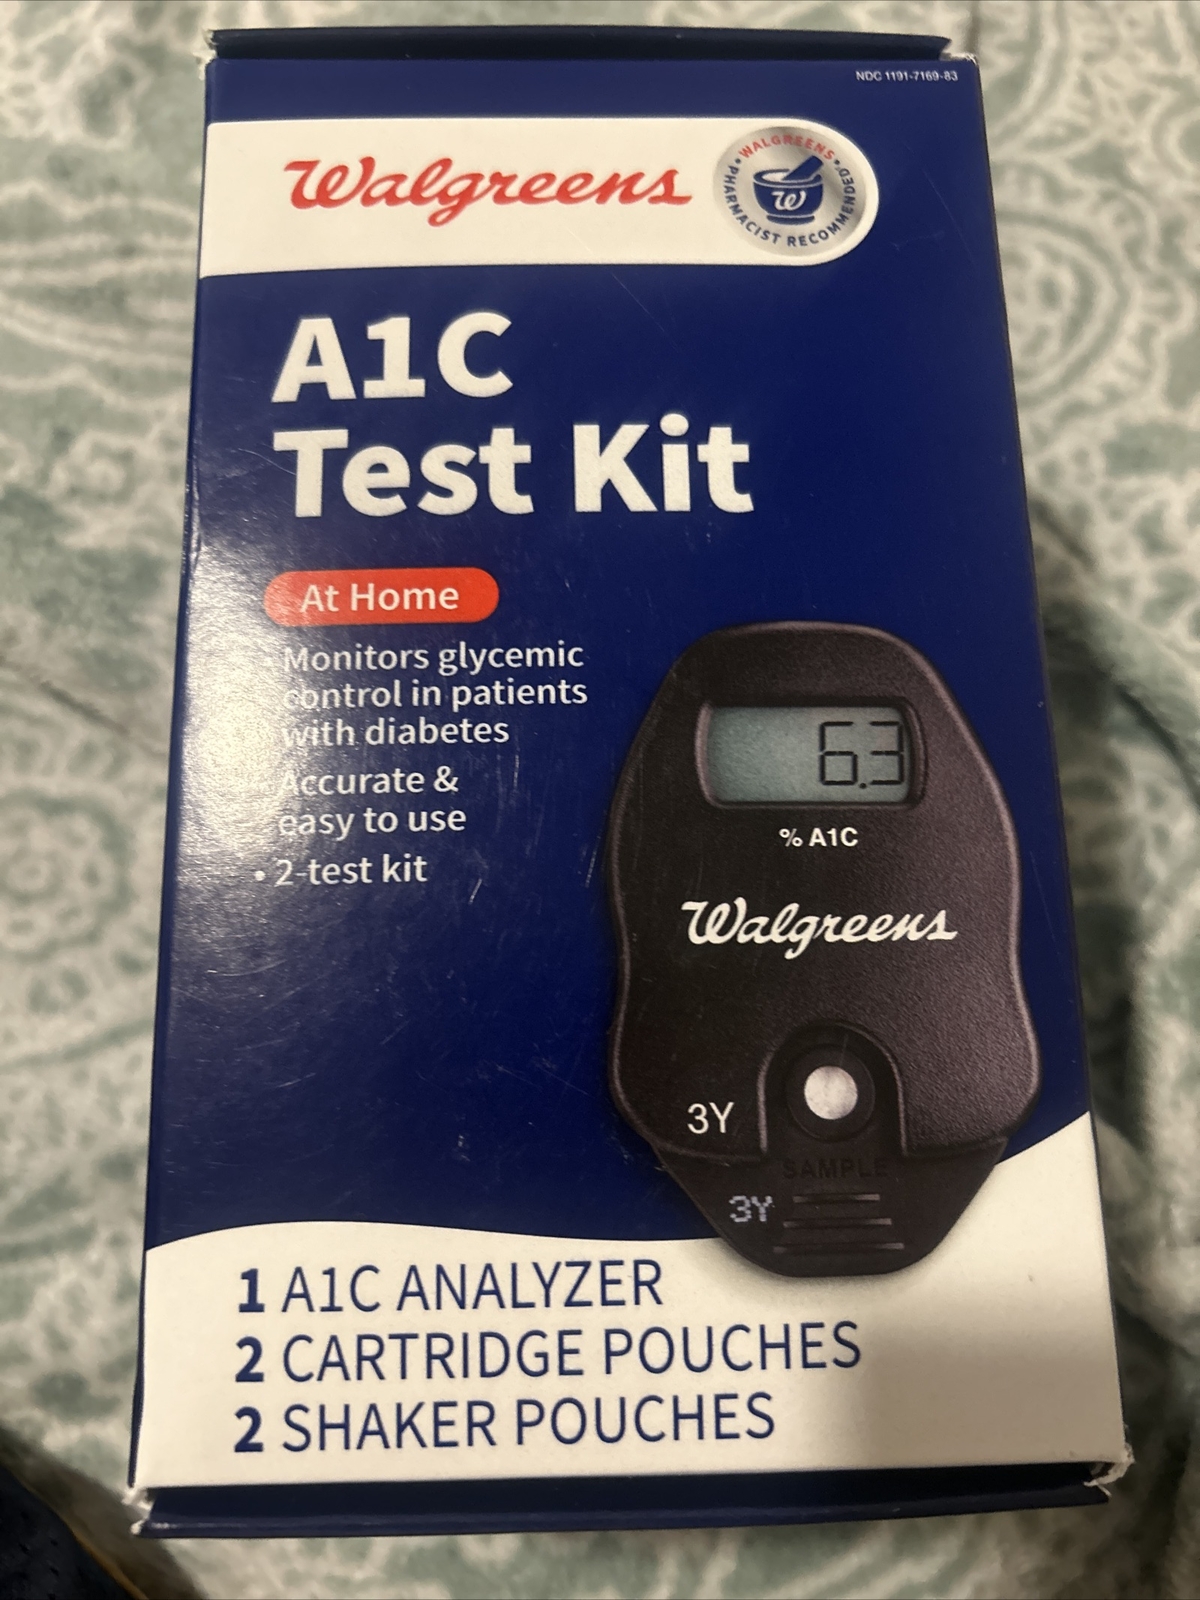 NDC 1191-7169-83
Walgreens
WALGREENS
PHARMACIST RECOMMENDED
W
A1C
Test Kit
At Home
• Monitors glycemic
control in patients
with diabetes
Accurate &
easy to use
• 2-test kit
6.3
% A1C
Walgreens
3Y
SAMPLE
3Y
1 A1C ANALYZER
2 CARTRIDGE POUCHES
2 SHAKER POUCHES